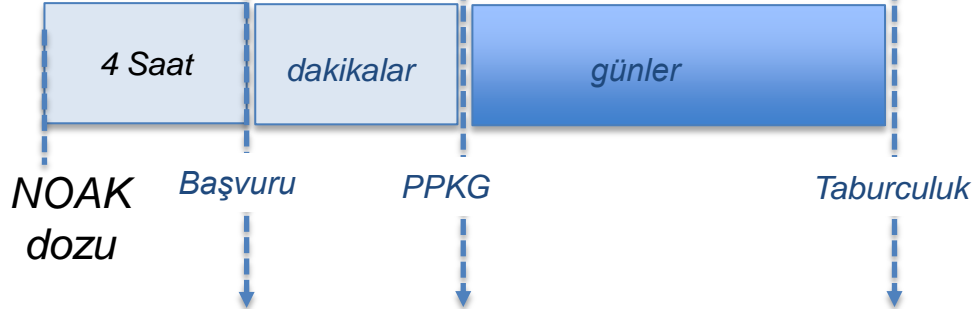 4 Saat
dakikalar
günler
NOAK
dozu
Başvuru
PPKG
Taburculuk